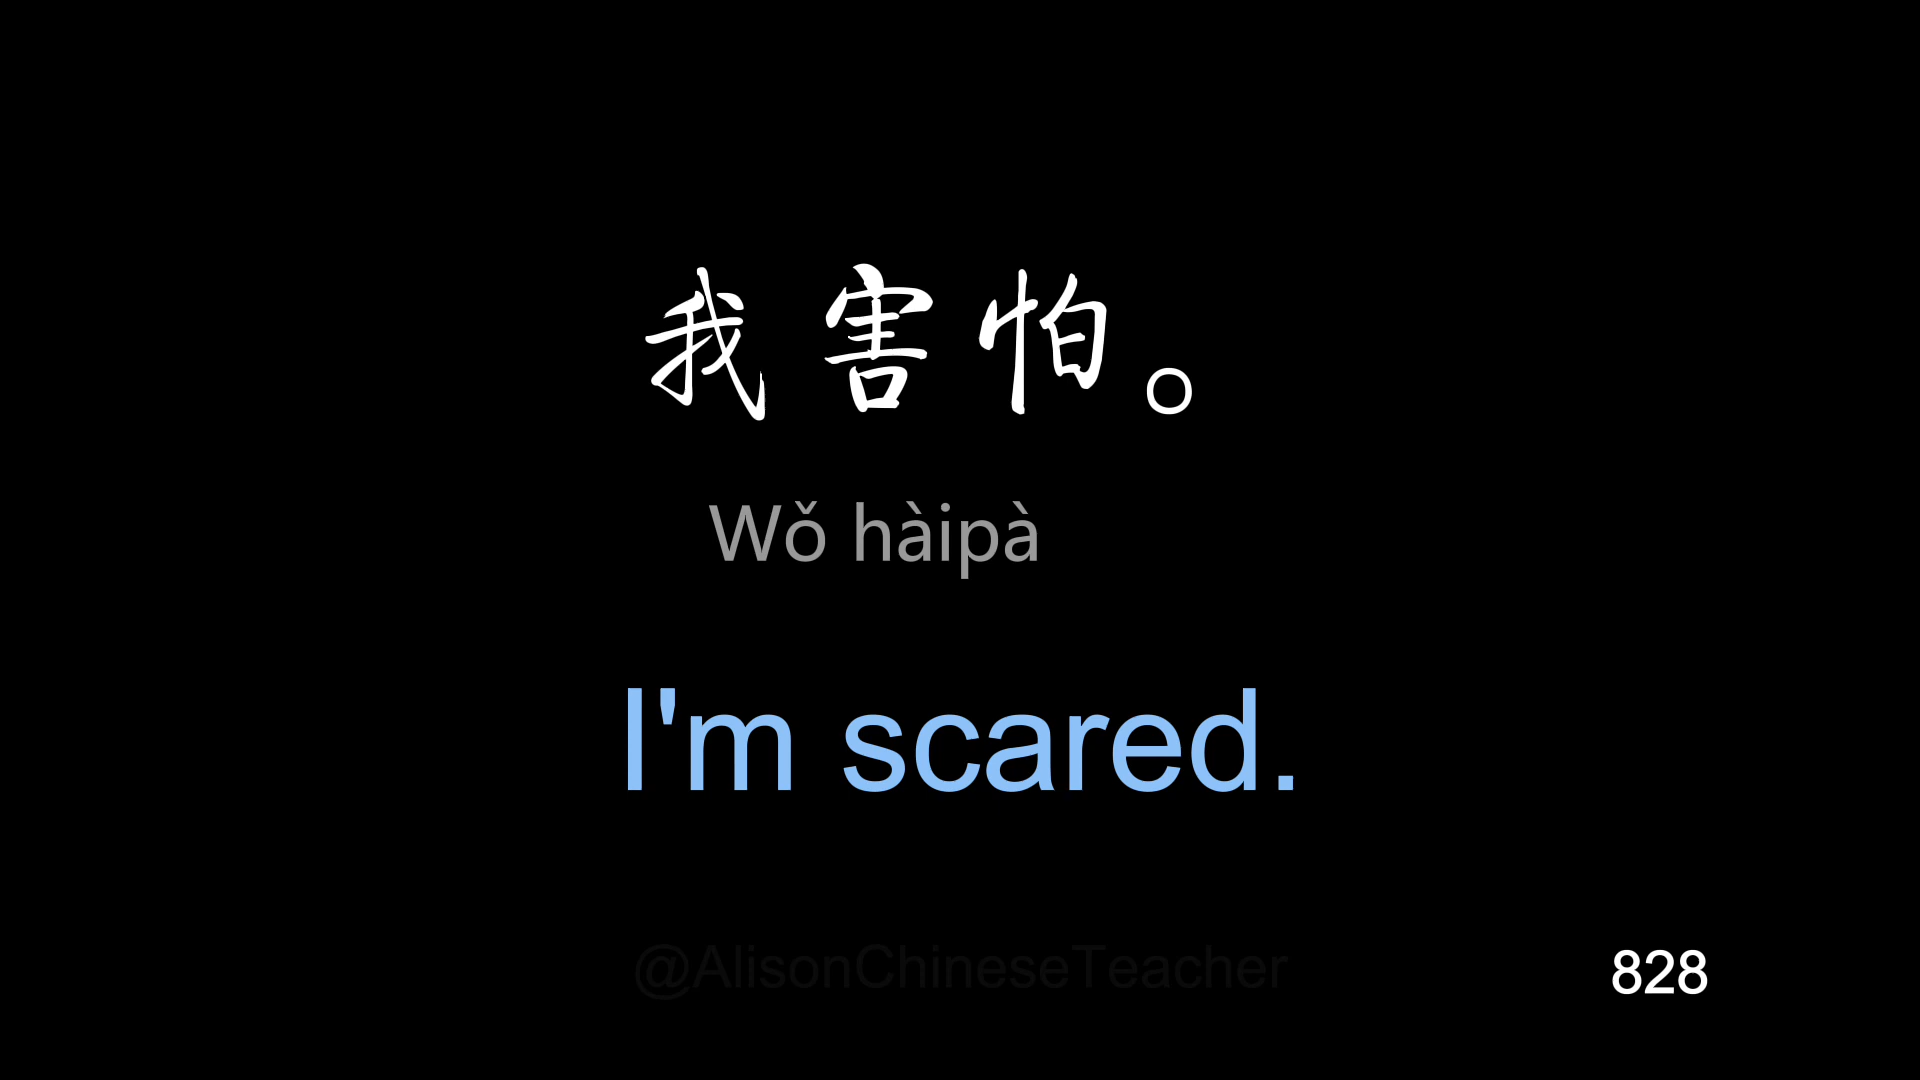 我害怕。
Wǒ hàipà
I'm scared.
@AlisonChineseTeacher
828